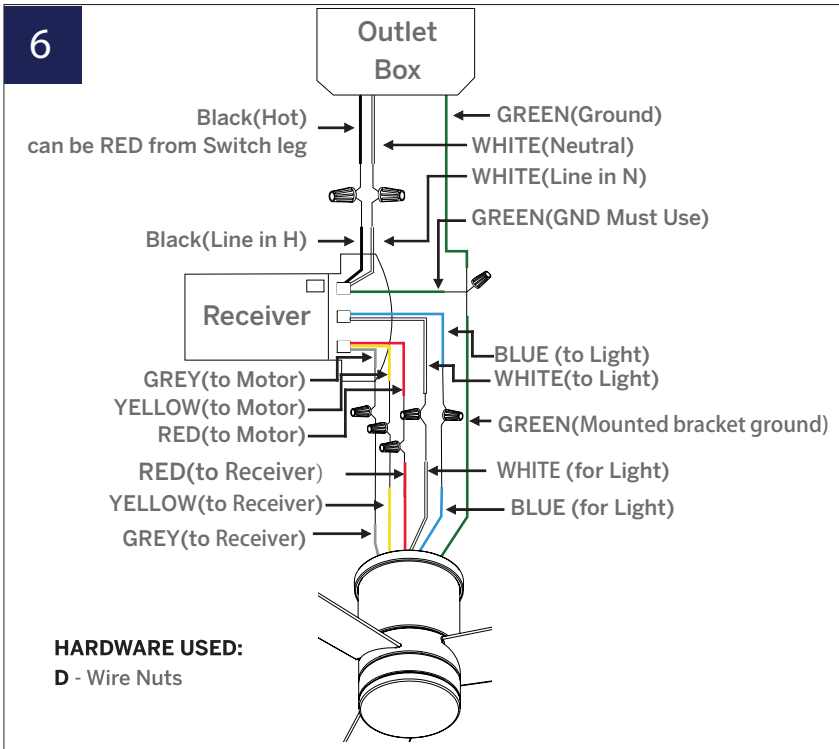 6
Outlet
Box
Black(Hot)
can be RED from Switch leg
GREEN(Ground)
WHITE(Neutral)
WHITE(Line in N)
GREEN(GND Must Use)
Black(Line in H)
Receiver
BLUE (to Light)
WHITE(to Light)
GREY(to Motor)
YELLOW(to Motor)
RED(to Motor)
GREEN(Mounted bracket ground)
RED(to Receiver)
WHITE (for Light)
YELLOW(to Receiver)
BLUE (for Light)
GREY(to Receiver)
HARDWARE USED:
D - Wire Nuts